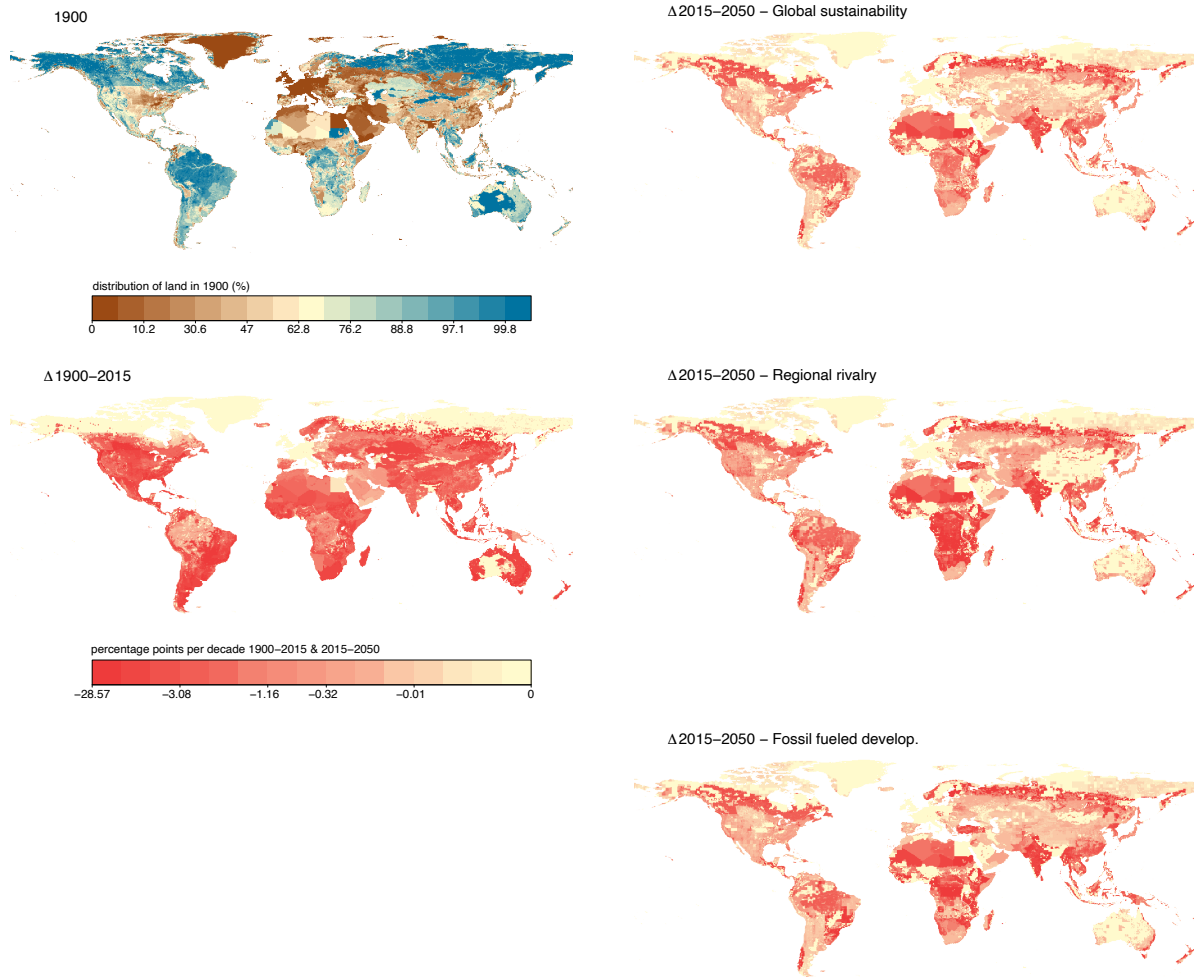 1900
distribution of land in 1900 (%)
0 10.2 30.6 47 62.8 76.2 88.8 97.1 99.8
Δ1900−2015
percentage points per decade 1900−2015 & 2015−2050
−28.57 −3.08 −1.16 −0.32 −0.01 0
Δ2015−2050 − Global sustainability
Δ2015−2050 − Regional rivalry
Δ2015−2050 − Fossil fueled develop.